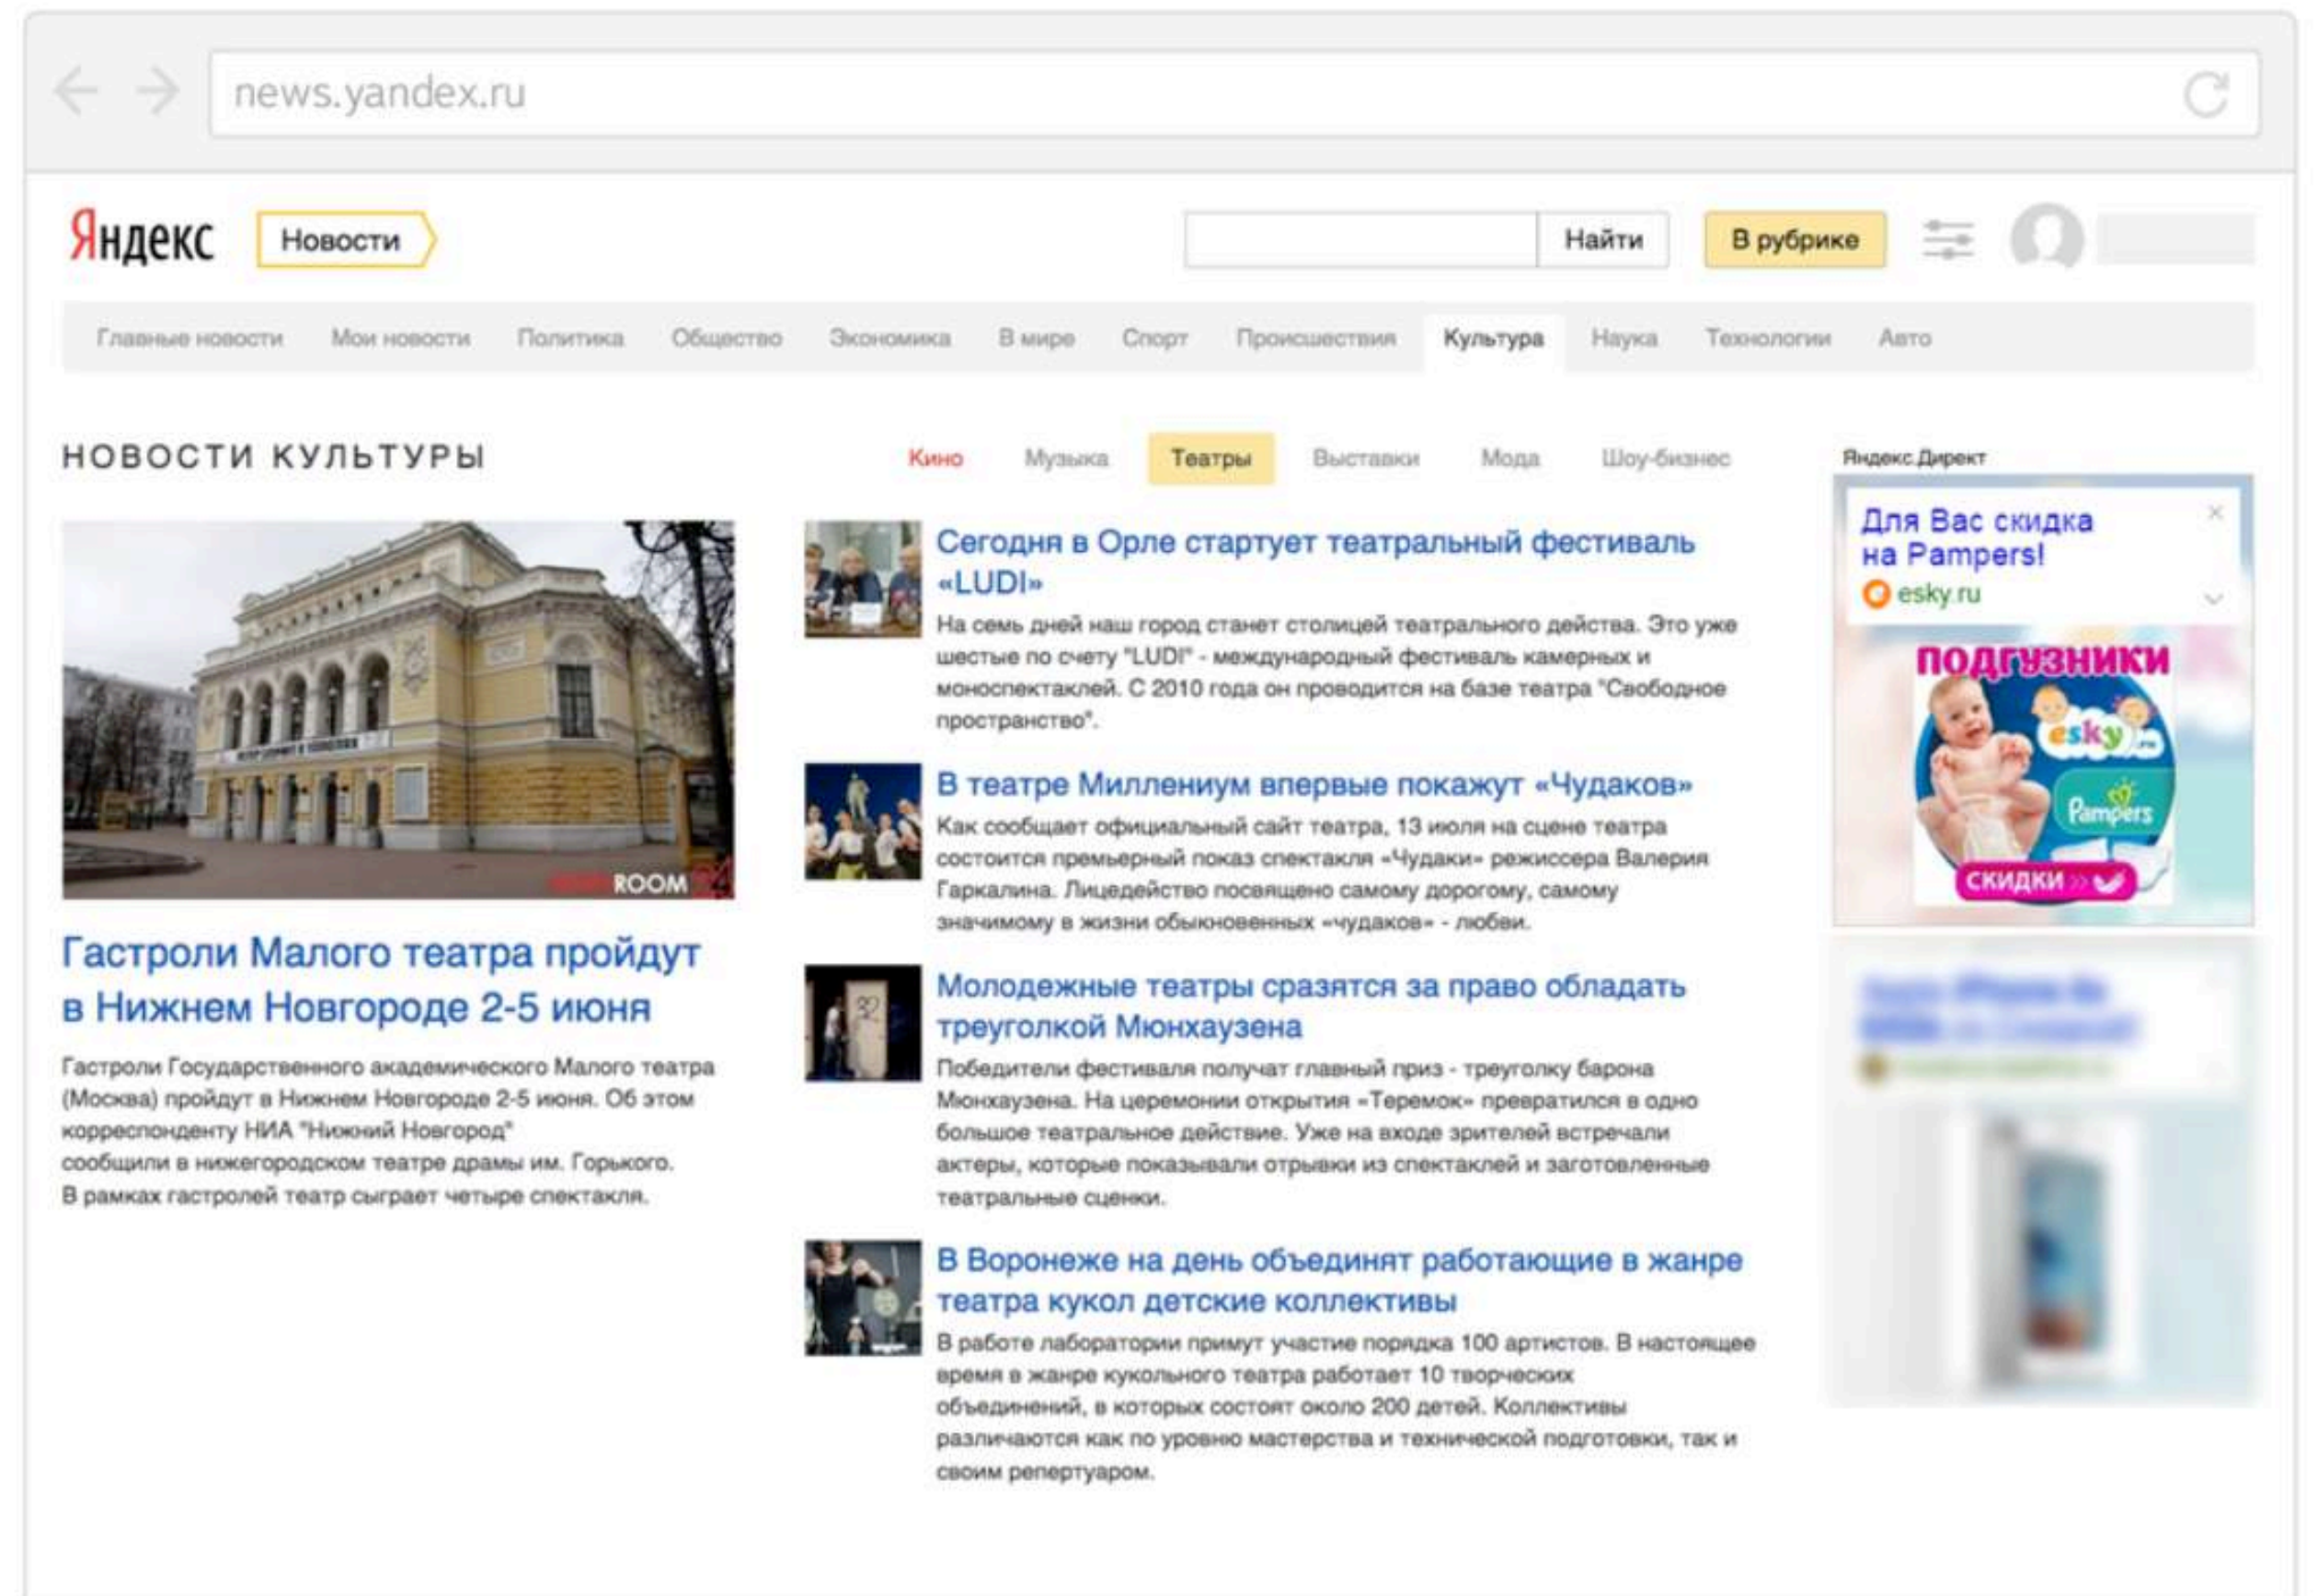 news.yandex.ru
Яндекс
Новости
Найти
В рубрике
Главные новости Мои новости Политика Общество Экономика В мире Спорт Происшествия Культура Наука Технологии Авто
НОВОСТИ КУЛЬТУРЫ
ROOM
Гастроли Малого театра пройдут
в Нижнем Новгороде 2-5 июня
Гастроли Государственного академического Малого театра
(Москва) пройдут в Нижнем Новгороде 2-5 июня. Об этом
корреспонденту НИА "Нижний Новгород"
сообщили в нижегородском театре драмы им. Горького.
В рамках гастролей театр сыграет четыре спектакля.
Кино Музыка Театры Выставки Мода Шоу-бизнес
Сегодня в Орле стартует театральный фестиваль
«LUDI»
На семь дней наш город станет столицей театрального действа. Это уже
шестые по счету "LUDI" - международный фестиваль камерных и
моноспектаклей. С 2010 года он проводится на базе театра "Свободное
пространство".
В театре Миллениум впервые покажут «Чудаков»
Как сообщает официальный сайт театра, 13 июля на сцене театра
состоится премьерный показ спектакля «Чудаки» режиссера Валерия
Гаркалина. Лицедейство посвящено самому дорогому, самому
значимому в жизни обыкновенных «чудаков» - любви.
32
Молодежные театры сразятся за право обладать
треуголкой Мюнхаузена
Победители фестиваля получат главный приз - треуголку барона
Мюнхаузена. На церемонии открытия «Теремок» превратился в одно
большое театральное действие. Уже на входе зрителей встречали
актеры, которые показывали отрывки из спектаклей и заготовленные
театральные сценки.
В Воронеже на день объединят работающие в жанре
театра кукол детские коллективы
В работе лаборатории примут участие порядка 100 артистов. В настоящее
время в жанре кукольного театра работает 10 творческих
объединений, в которых состоят около 200 детей. Коллективы
различаются как по уровню мастерства и технической подготовки, так и
своим репертуаром.
Яндекс.Директ
Для Вас скидка
на Pampers!
esky.ru
ПОДГУЗНИКИ
esky.ru
Pampers
СКИДКИ »